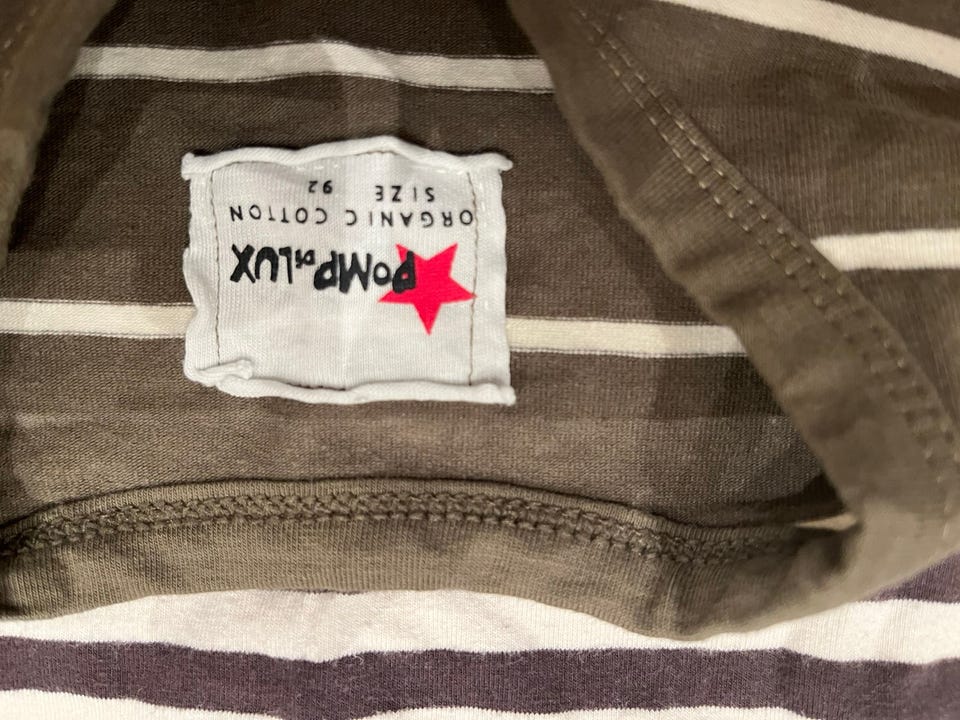 POMPdeLUX
ORGANIC COTTON
SIZE 92